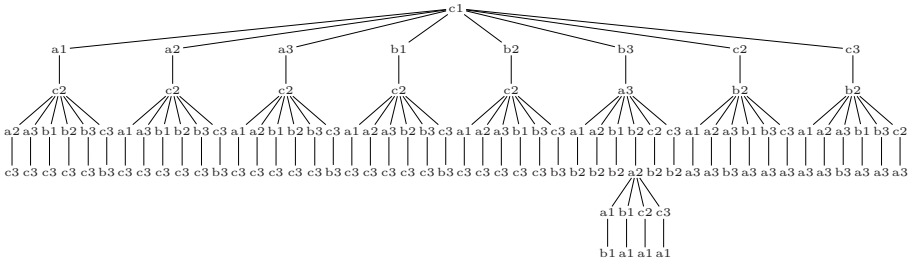 c1
a1 a2 a3 b1 b2 b3 c2 c3
c2 c2 c2 c2 c2 a3 b2 b2
a2 a3 b1 b2 b3 c3 a1 a3 b1 b2 b3 c3 a1 a2 b1 b2 b3 c3 a1 a2 a3 b2 b3 c3 a1 a2 a3 b1 b3 c3 a1 a2 b1 b2 c2 c3 a1 a2 a3 b1 b3 c3 a1 a2 a3 b1 b3 c2
c3 c3 c3 c3 c3 b3 c3 c3 c3 c3 c3 b3 c3 c3 c3 c3 c3 b3 c3 c3 c3 c3 c3 b3 c3 c3 c3 c3 c3 b3 b2 b2 b2 a2 b2 b2 a3 a3 b3 a3 a3 a3 a3 a3 b3 a3 a3 a3
a1 b1 c2 c3
b1 a1 a1 a1